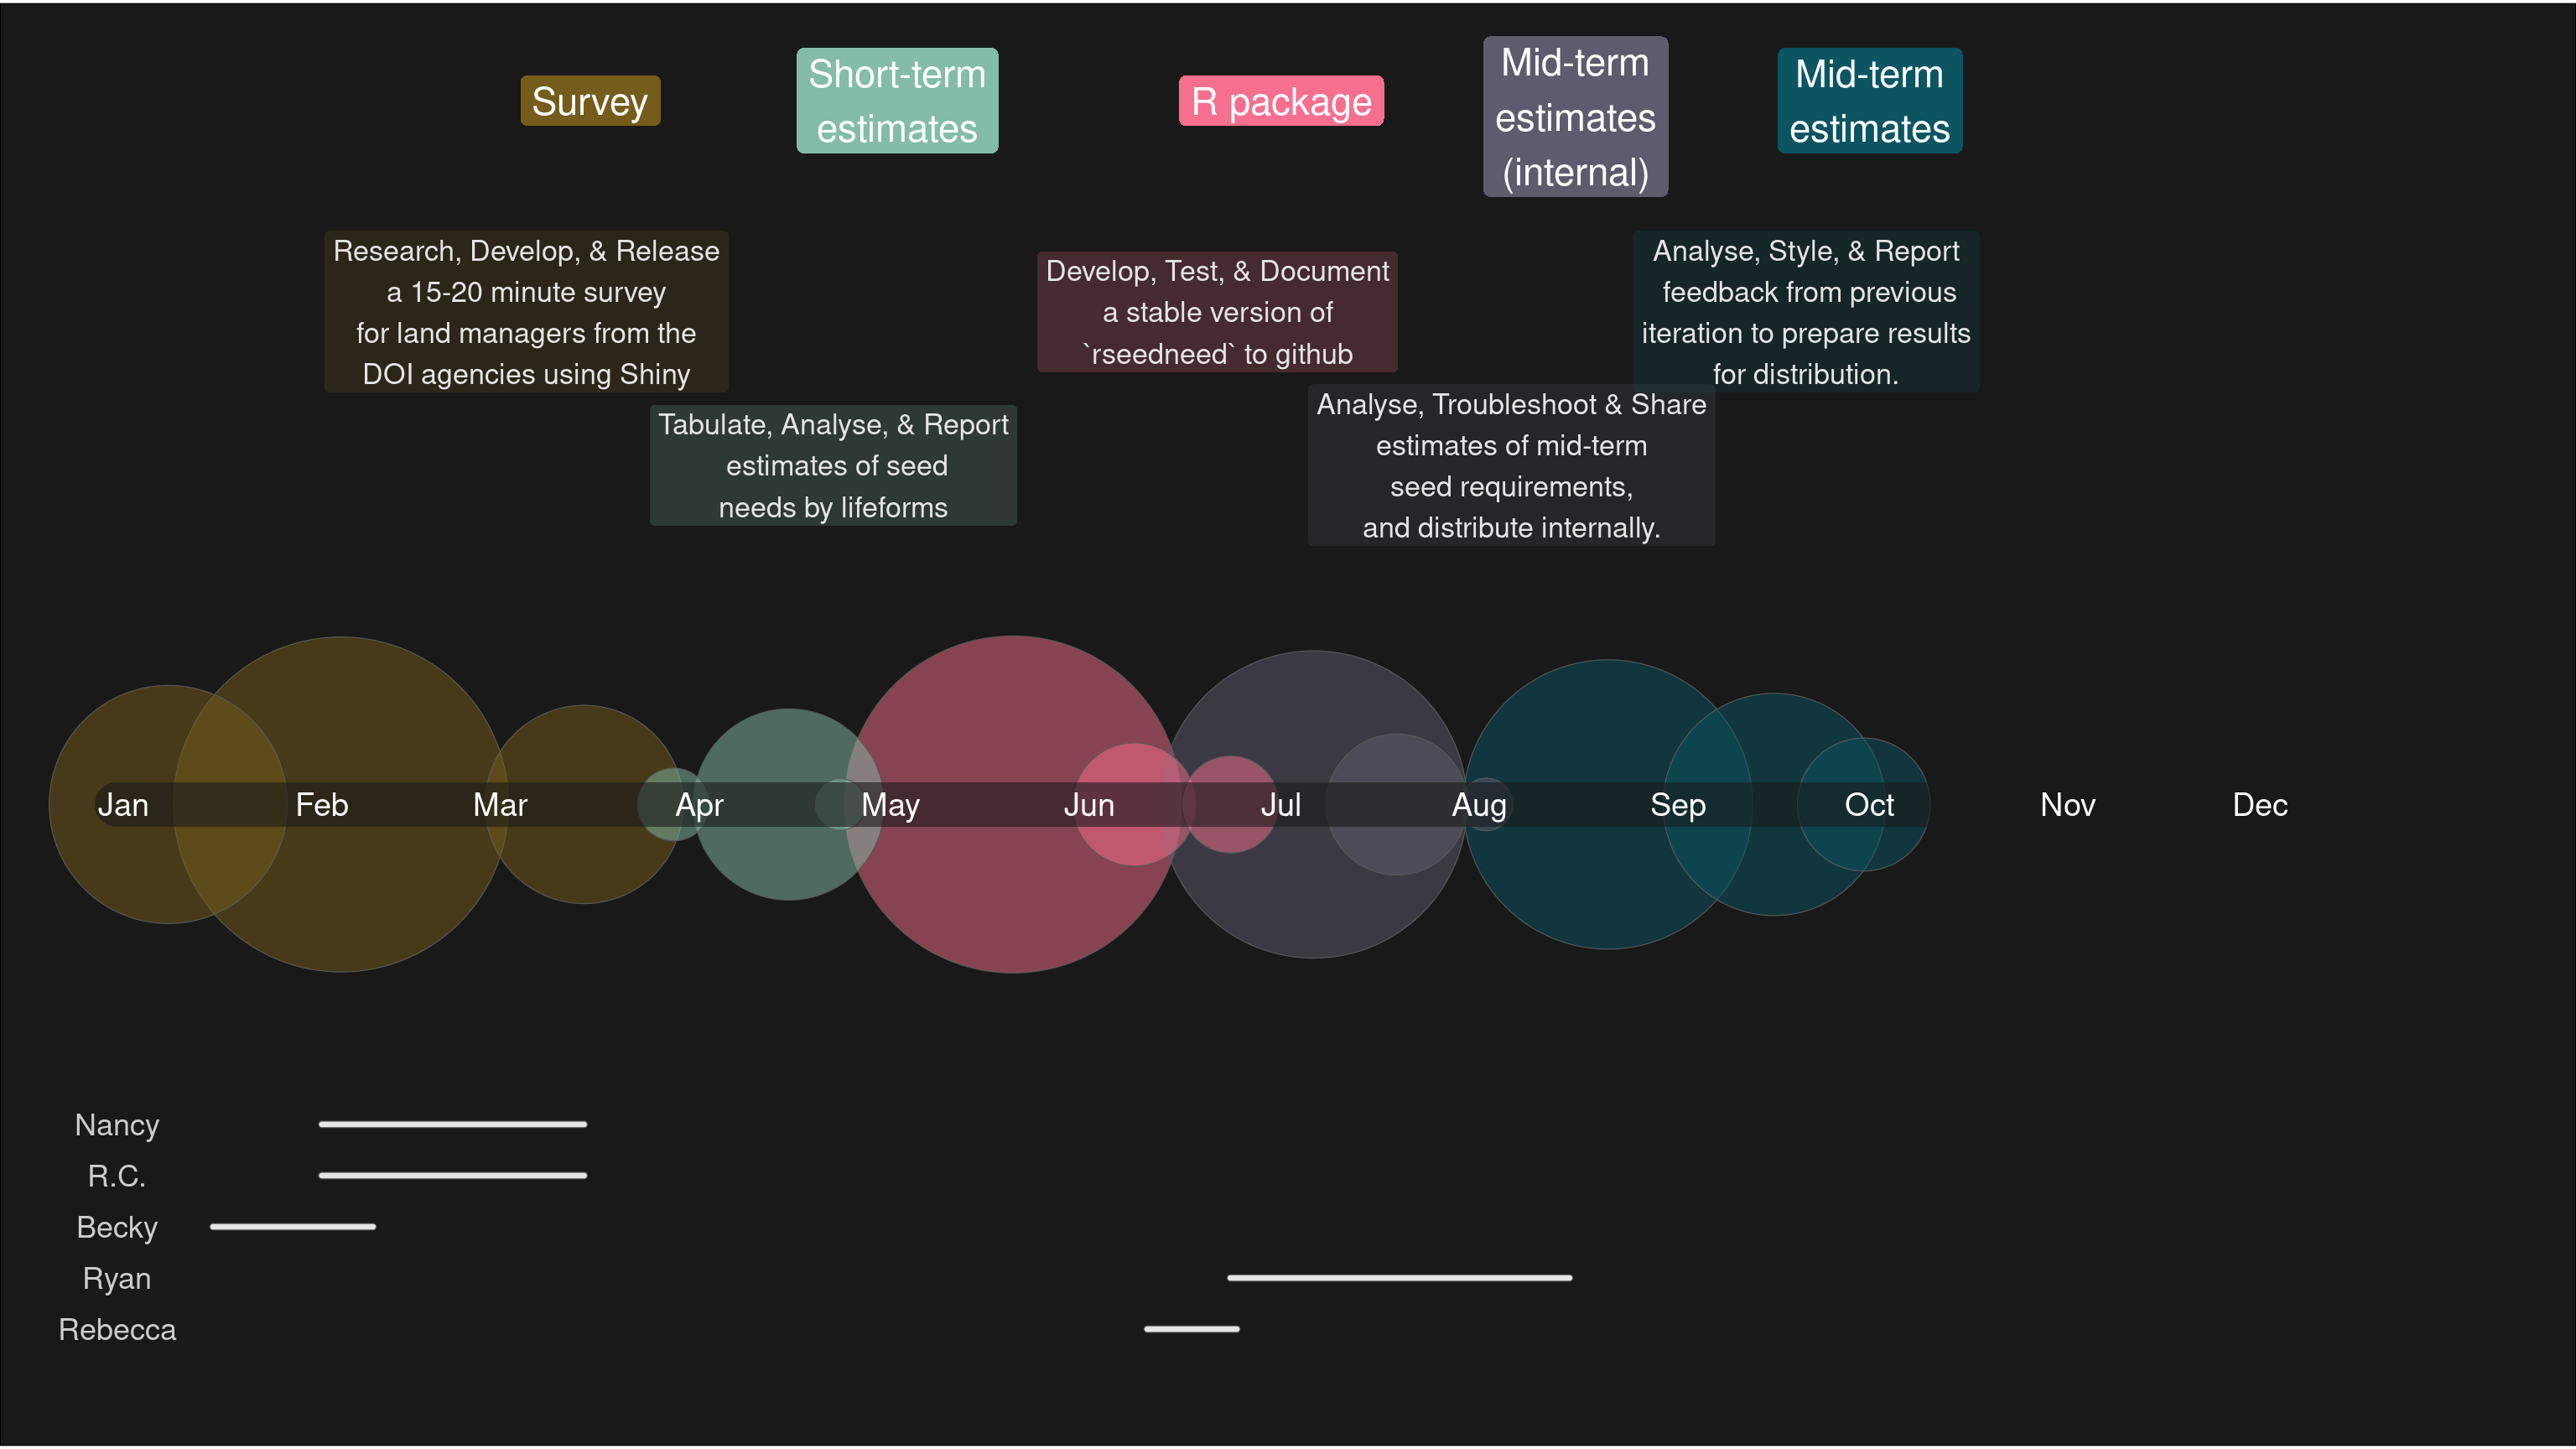 Survey
Short-term
estimates
R package
Mid-term
estimates
(internal)
Mid-term
estimates
Research, Develop, & Release
a 15-20 minute survey
for land managers from the
DOI agencies using Shiny
Tabulate, Analyse, & Report
estimates of seed
needs by lifeforms
Develop, Test, & Document
a stable version of
`rseedneed` to github
Analyse, Troubleshoot & Share
estimates of mid-term
seed requirements,
and distribute internally.
Analyse, Style, & Report
feedback from previous
iteration to prepare results
for distribution.
Jan Feb Mar Apr May Jun Jul Aug Sep Oct Nov Dec
Nancy
R.C.
Becky
Ryan
Rebecca